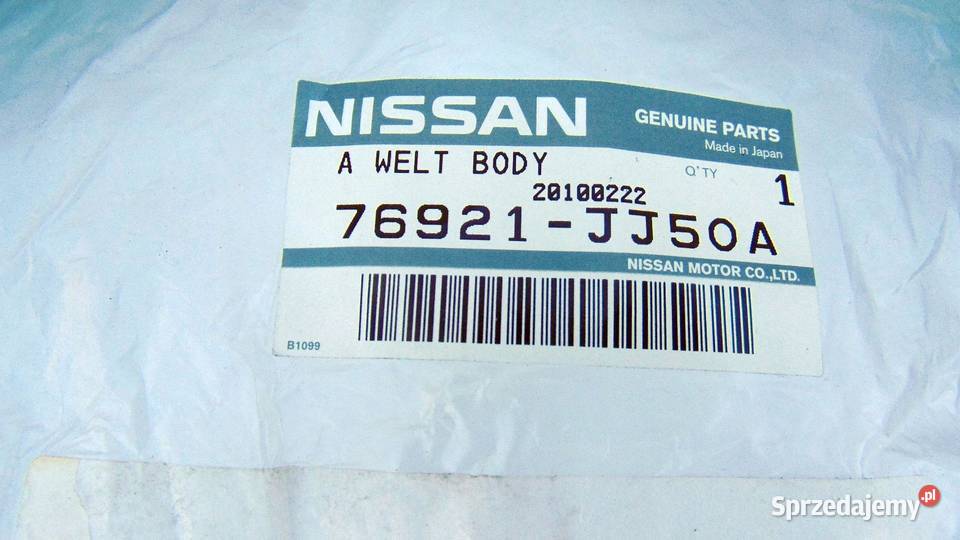 NISSAN GENUINE PARTS
Made in Japan
A WELT BODY Q'TY 1
20100222
76921-JJ50A
NISSAN MOTOR CO.,LTD.
B1099
Sprzedajemy.pl